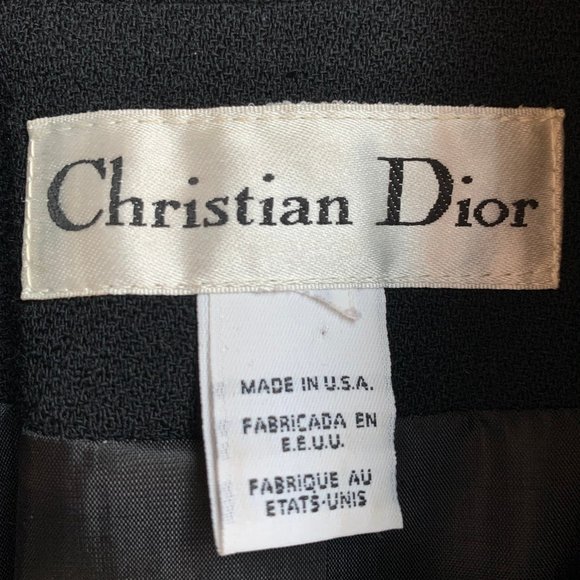 Christian Dior
MADE IN U.S.A.
FABRICADA EN
E.E.U.U.
FABRIQUE AU
ETATS-UNIS